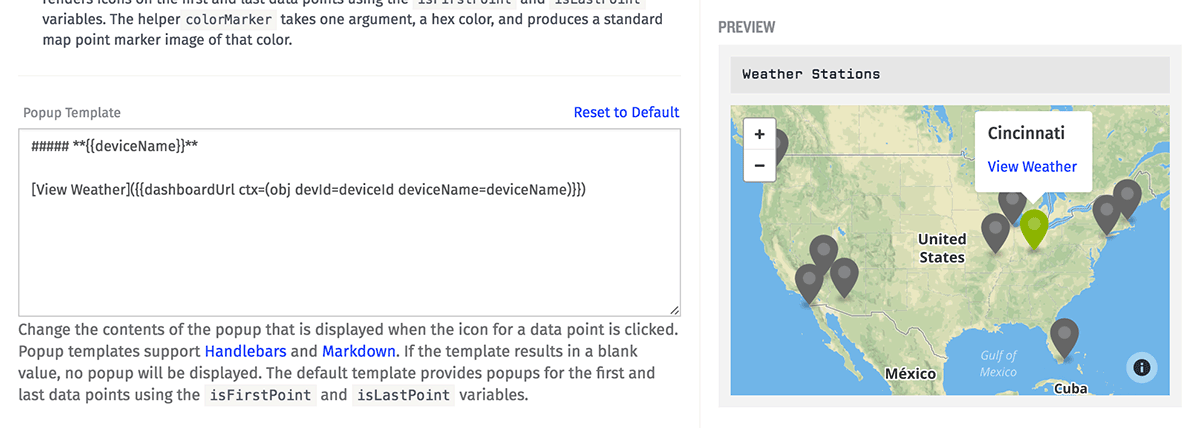 renders icons on the first and last data points using the isFirstPoint and isLastPoint
variables. The helper colorMarker takes one argument, a hex color, and produces a standard
map point marker image of that color.
Popup Template
Reset to Default
##### **{{deviceName}}**
[View Weather]({{dashboardUrl ctx=(obj devId=deviceId deviceName=deviceName)}})
Change the contents of the popup that is displayed when the icon for a data point is clicked.
Popup templates support Handlebars and Markdown. If the template results in a blank
value, no popup will be displayed. The default template provides popups for the first and
last data points using the isFirstPoint and isLastPoint variables.
PREVIEW
Weather Stations
+
−
Cincinnati
View Weather
United
States
Gulf of
Mexico
México
Cuba
i